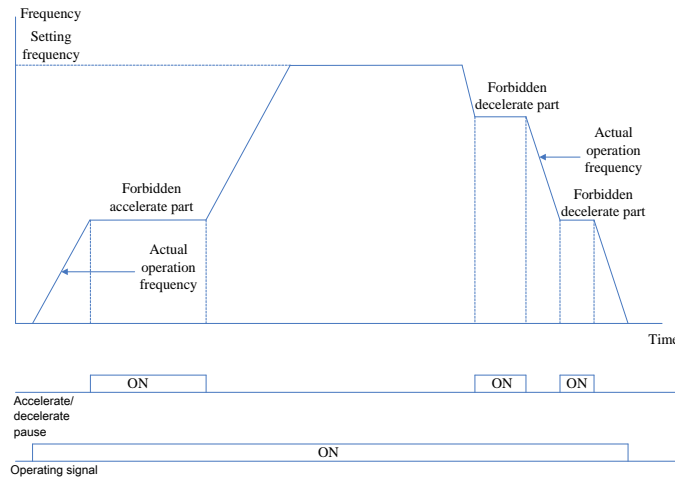 Frequency
Setting
frequency
Forbidden
decelerate part
Actual
operation
frequency
Forbidden
accelerate part
Forbidden
decelerate part
Actual
operation
frequency
Time
ON
ON
ON
Accelerate/
decelerate
pause
ON
Operating signal